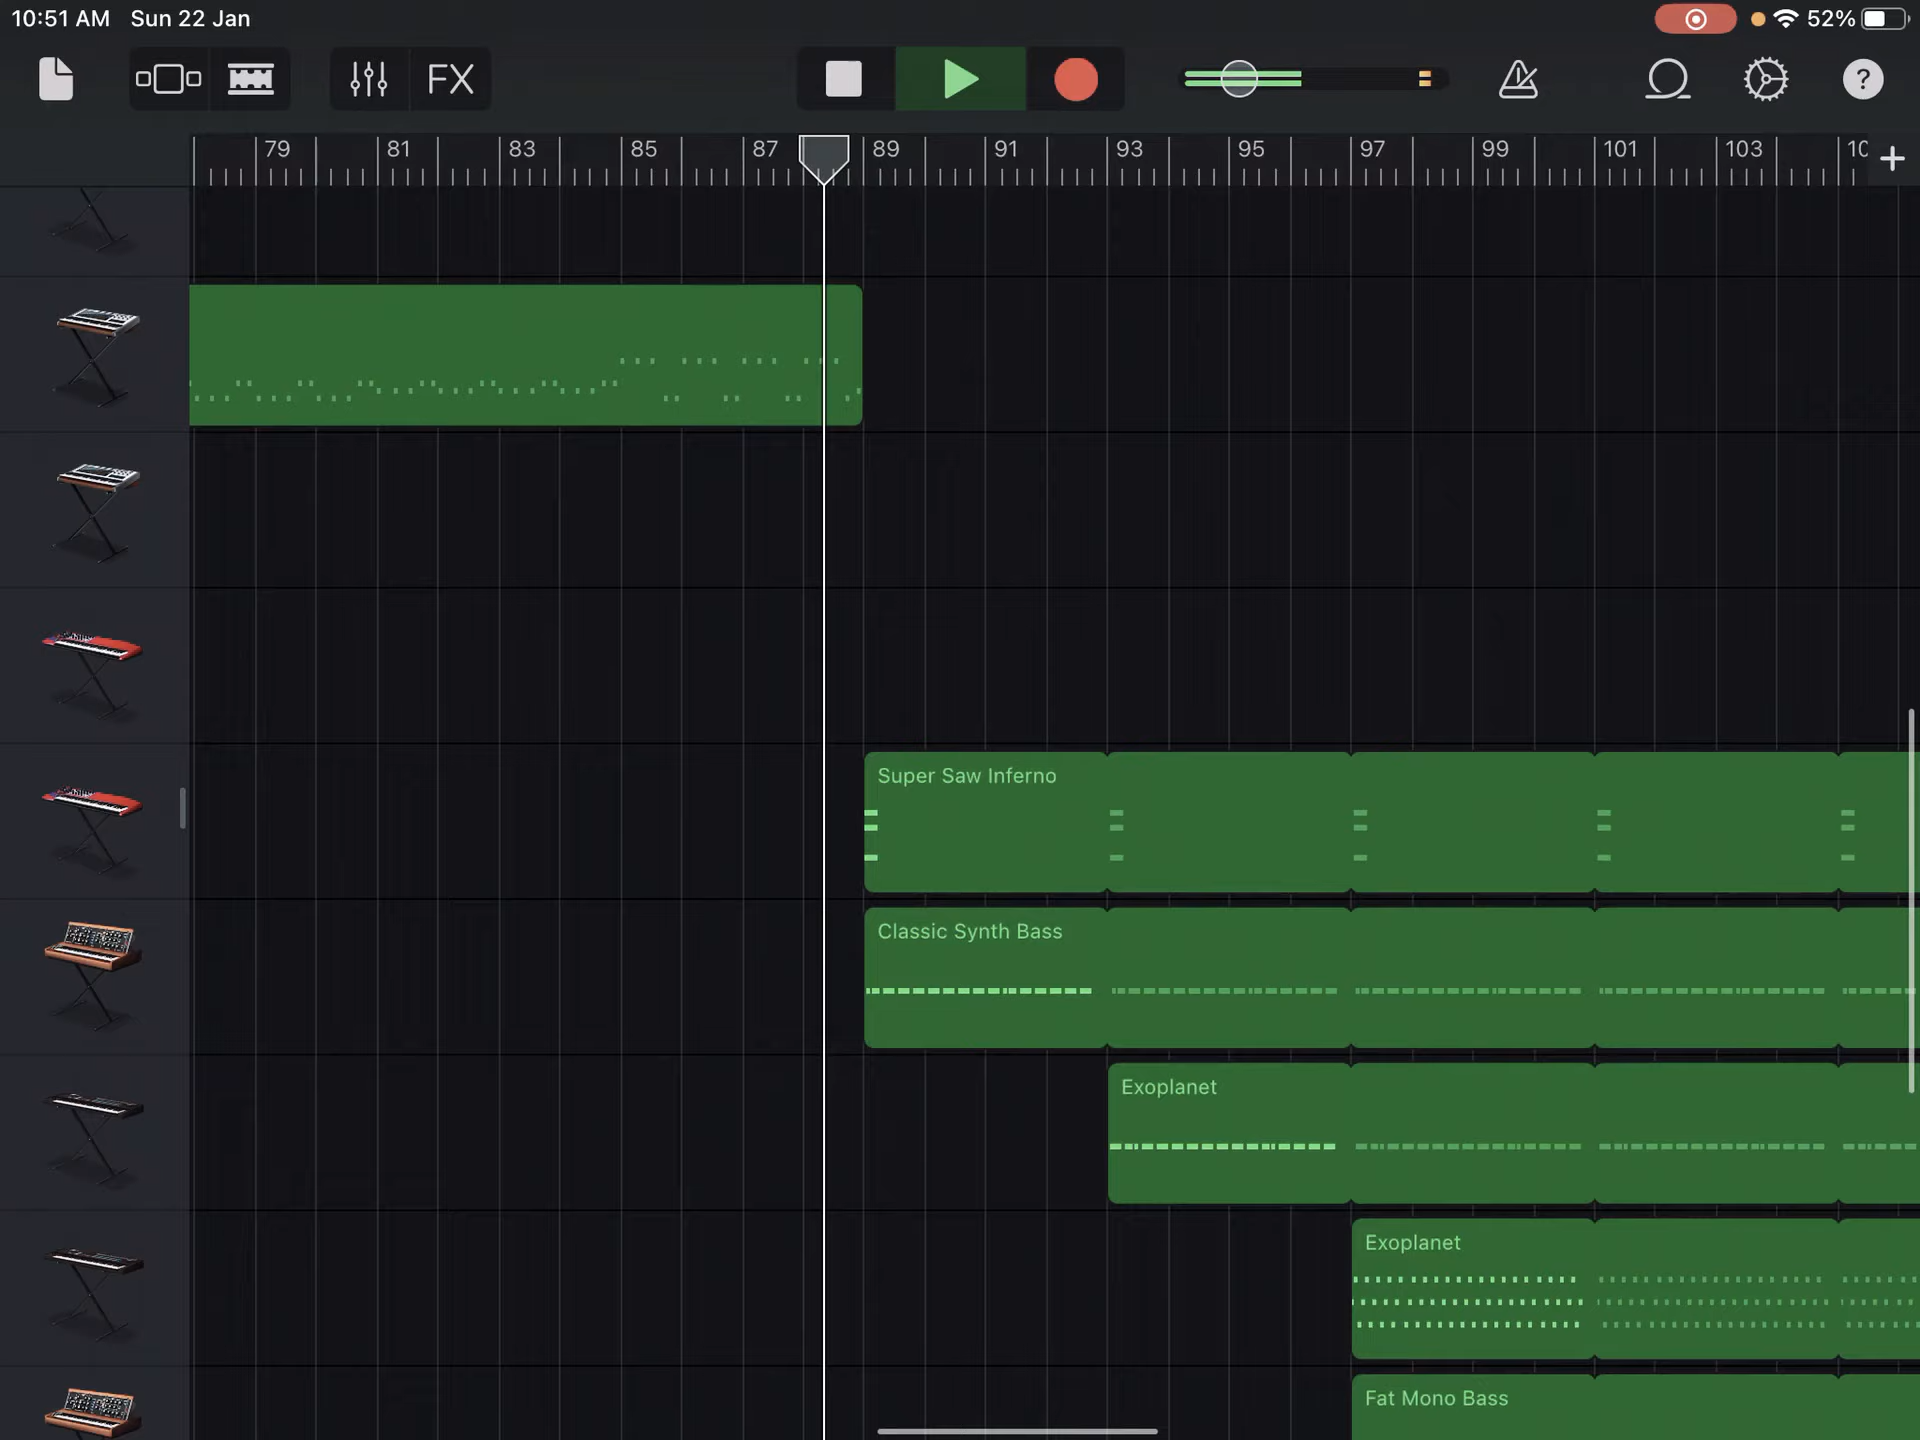 10:51 AM Sun 22 Jan 52%
FX ?
79 81 83 85 87 89 91 93 95 97 99 101 103 10 +
Super Saw Inferno
Classic Synth Bass
Exoplanet
Exoplanet
Fat Mono Bass